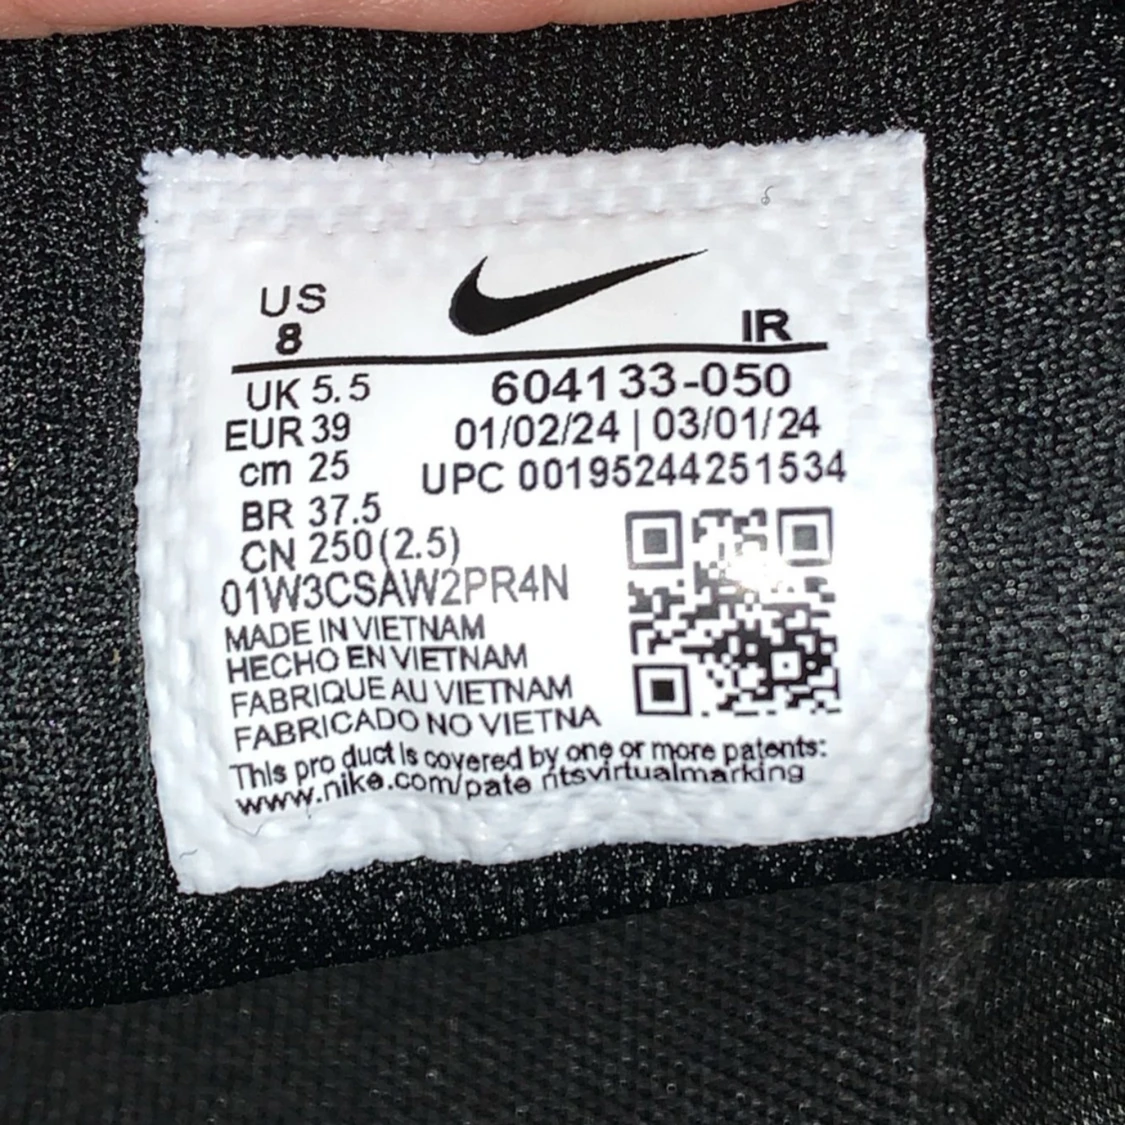 US
8
IR
UK 5.5
604133-050
EUR 39
01/02/24 | 03/01/24
cm 25
UPC 00195244251534
BR 37.5
CN 250(2.5)
01W3CSAW2PR4N
MADE IN VIETNAM
HECHO EN VIETNAM
FABRIQUE AU VIETNAM
FABRICADO NO VIETNA
This pro duct is covered by one or more patents:
www.nike.com/pate ntsvirtualmarking